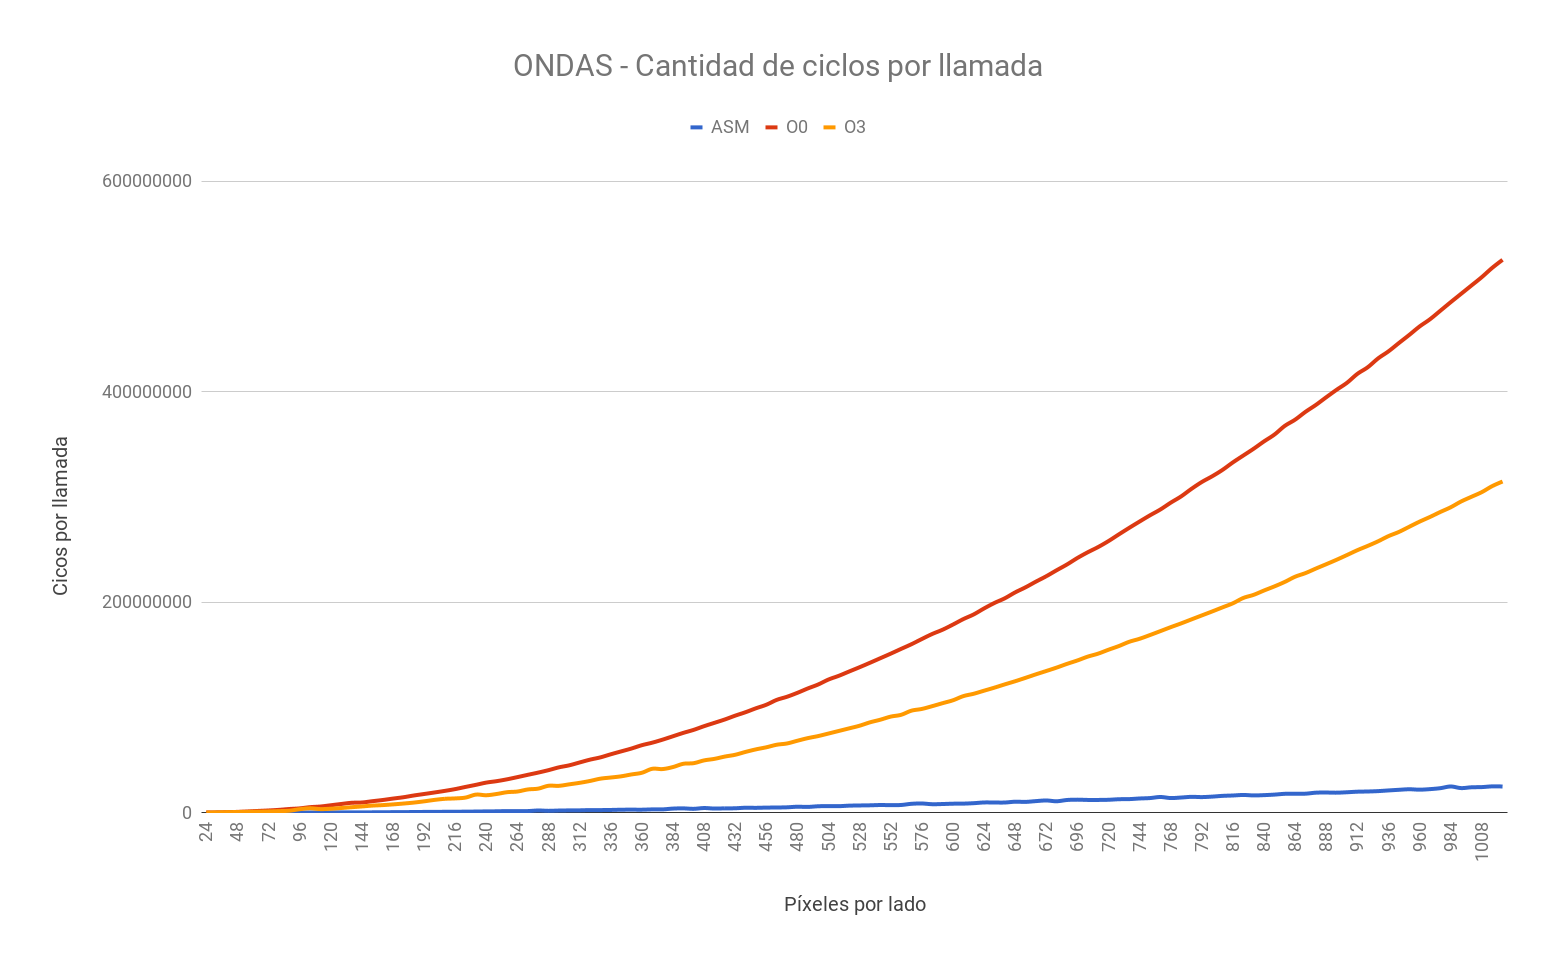 ONDAS - Cantidad de ciclos por llamada
ASM O0 O3
600000000
400000000
200000000
0
Cicos por llamada
24 48 72 96 120 144 168 192 216 240 264 288 312 336 360 384 408 432 456 480 504 528 552 576 600 624 648 672 696 720 744 768 792 816 840 864 888 912 936 960 984 1008
Píxeles por lado